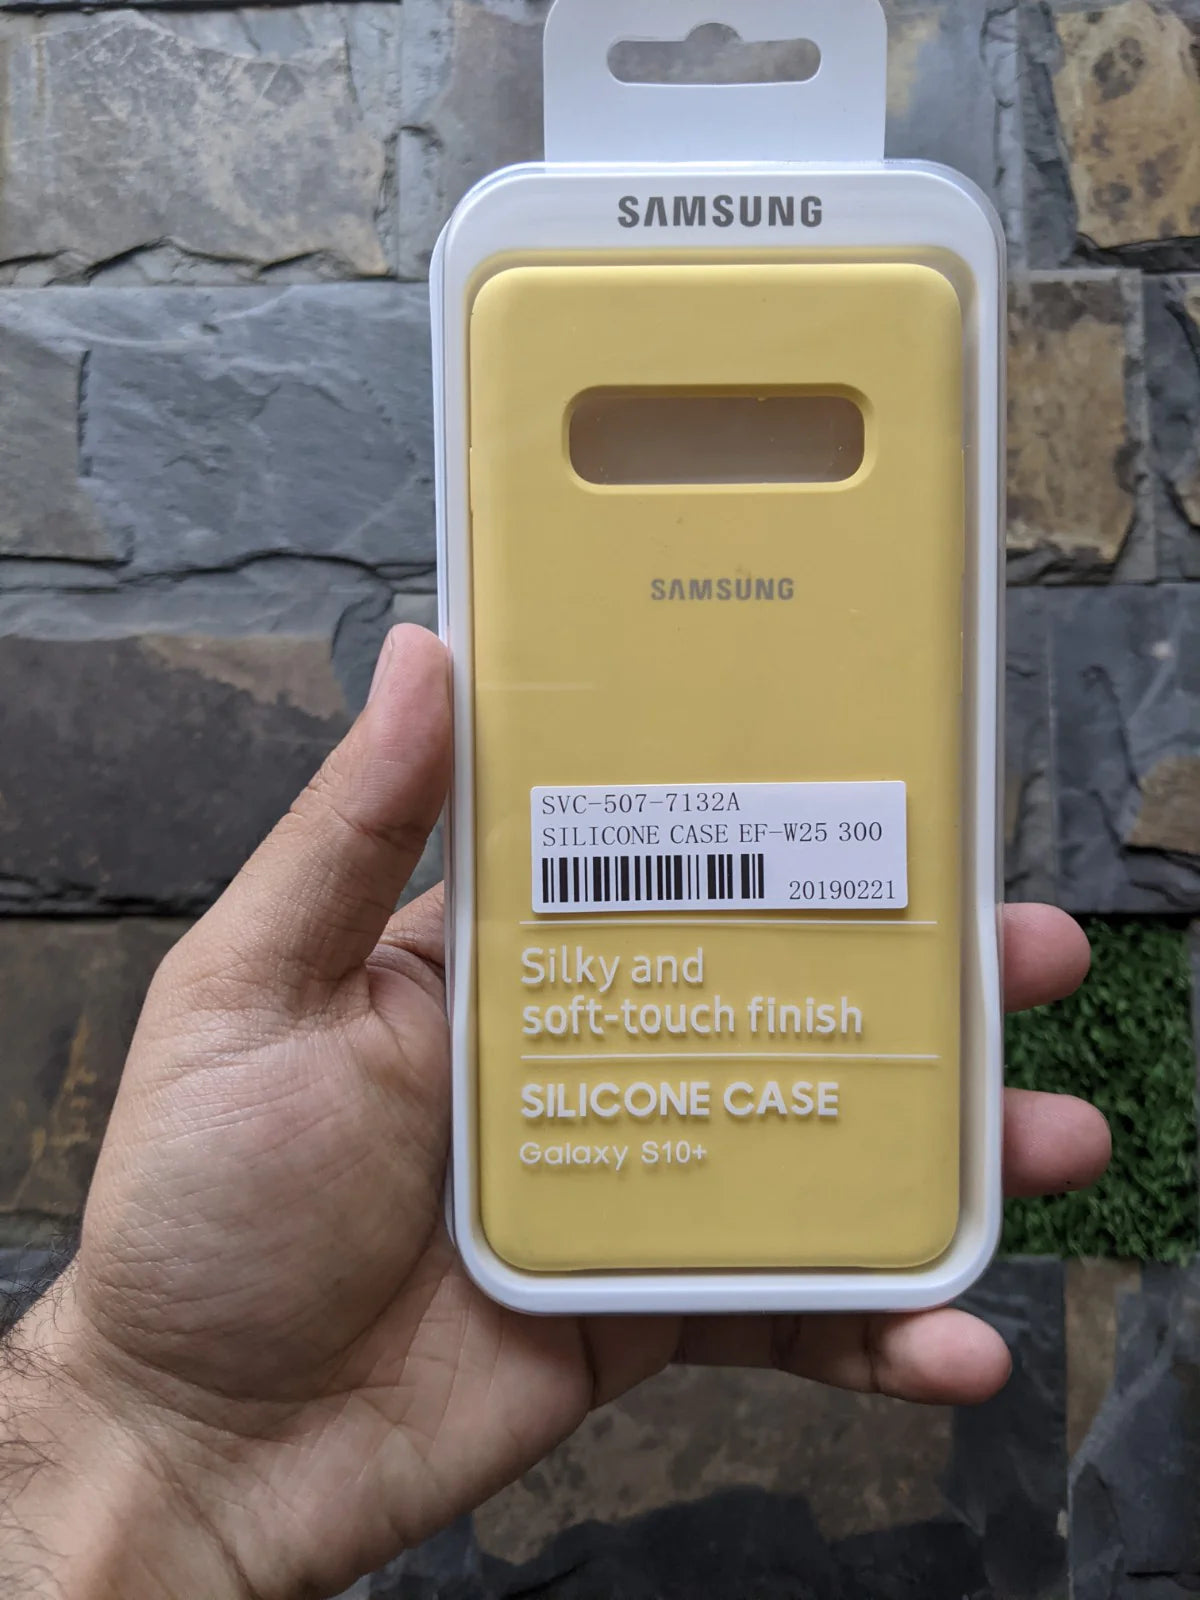 SAMSUNG
SAMSUNG
SVC-507-7132A
SILICONE CASE EF-W25 300
20190221
Silky and
soft-touch finish
SILICONE CASE
Galaxy S10+